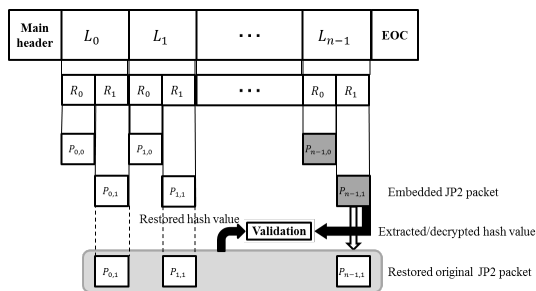 Main header L₀ L₁ ... Lₙ₋₁ EOC
R₀ R₁ R₀ R₁ ... R₀ R₁
P₀,₀ P₁,₀ Pₙ₋₁,₀
P₀,₁ P₁,₁ Pₙ₋₁,₁ Embedded JP2 packet
Restored hash value Validation Extracted/decrypted hash value
P₀,₁ P₁,₁ Pₙ₋₁,₁ Restored original JP2 packet